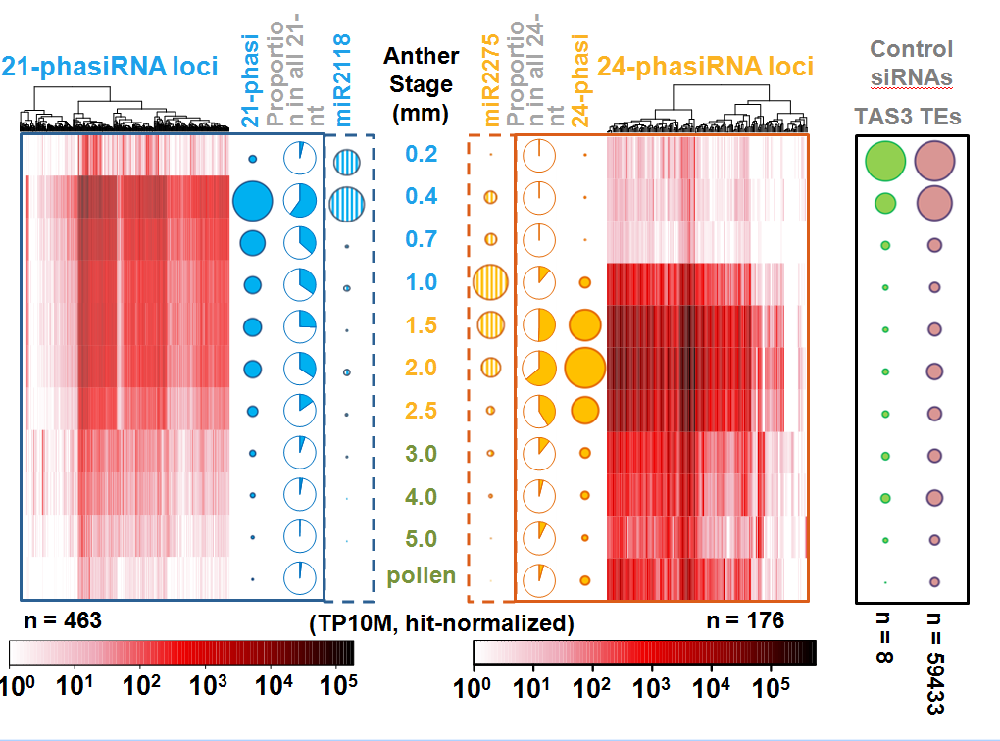 21-phasiRNA loci
21-phasi
Proportio
n in all 21-
nt
miR2118
Anther
Stage
(mm)
miR2275
Proportio
n in all 24-
nt
24-phasi
24-phasiRNA loci
Control
siRNAs
TAS3 TEs
0.2
0.4
0.7
1.0
1.5
2.0
2.5
3.0
4.0
5.0
pollen
n = 463
(TP10M, hit-normalized)
n = 176
n = 8
n = 59433
10⁰ 10¹ 10² 10³ 10⁴ 10⁵
10⁰ 10¹ 10² 10³ 10⁴ 10⁵